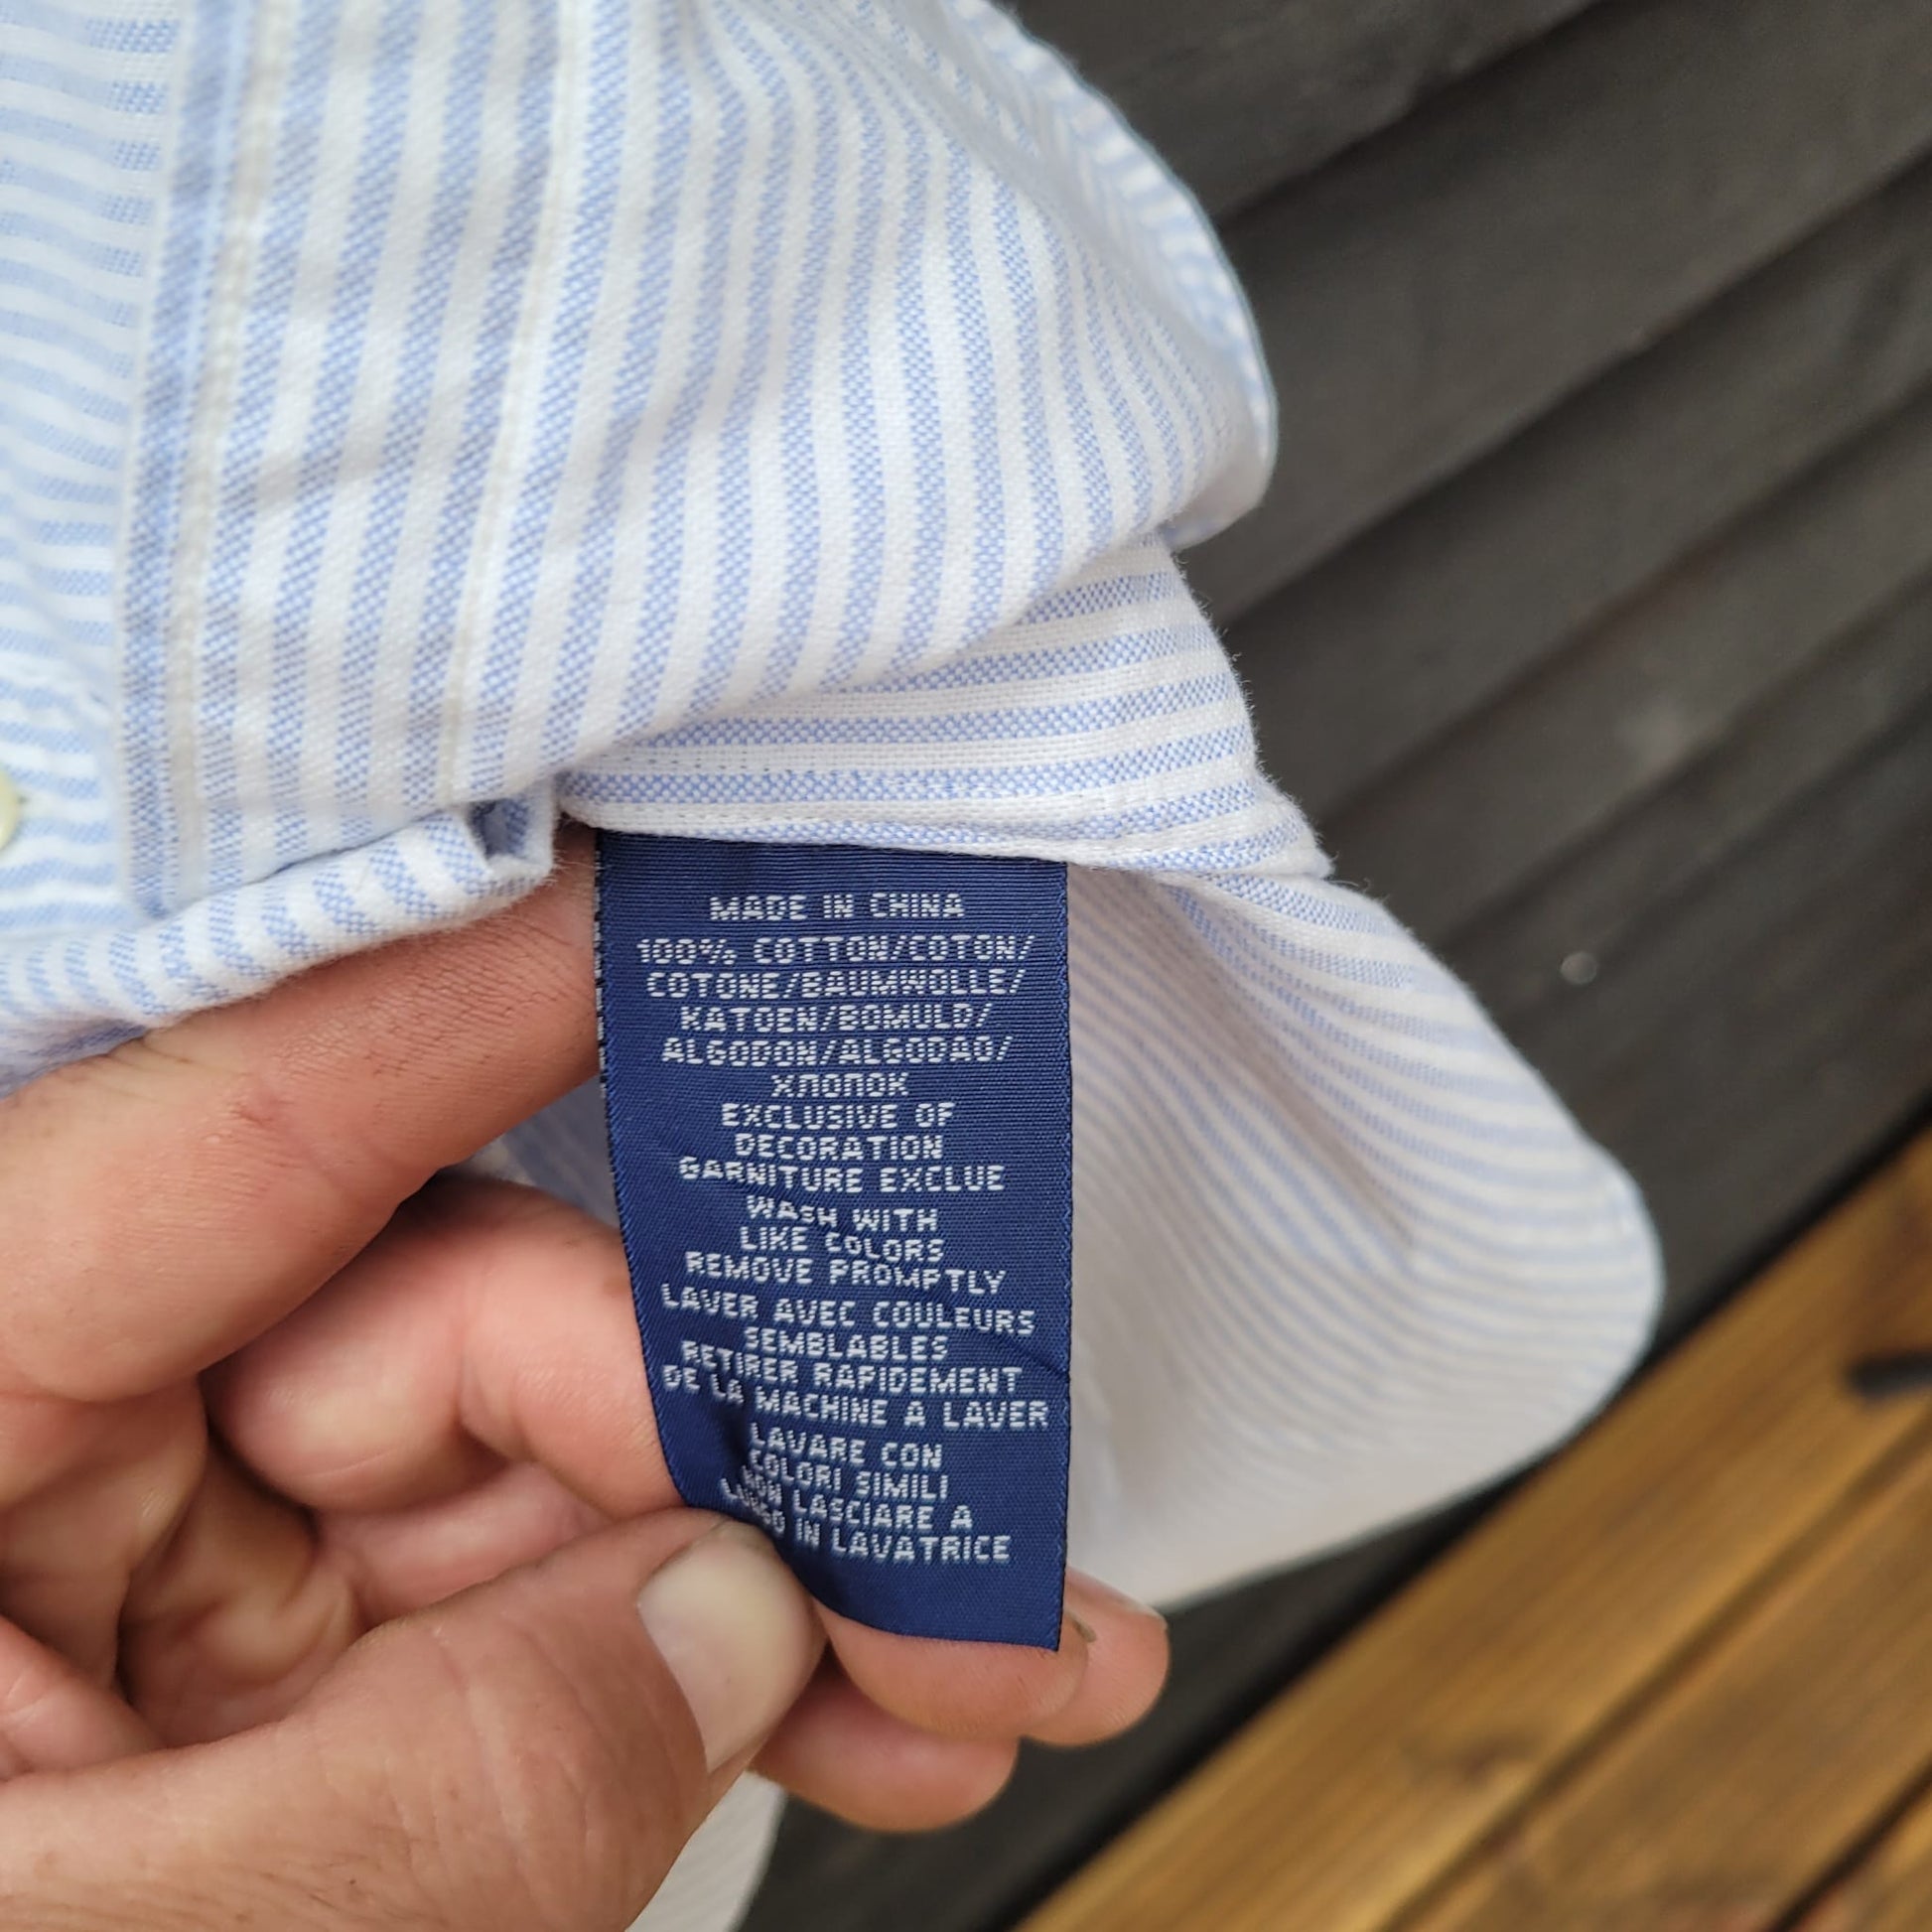 MADE IN CHINA
100% COTTON/COTON/
COTONE/BAUMWOLLE/
KATOEN/BOMULD/
ALGODON/ALGODAO/
ХЛОПОК
EXCLUSIVE OF
DECORATION
GARNITURE EXCLUE
WASH WITH
LIKE COLORS
REMOVE PROMPTLY
LAVER AVEC COULEURS
SEMBLABLES
RETIRER RAPIDEMENT
DE LA MACHINE A LAVER
LAVARE CON
COLORI SIMILI
NON LASCIARE A
IN LAVATRICE